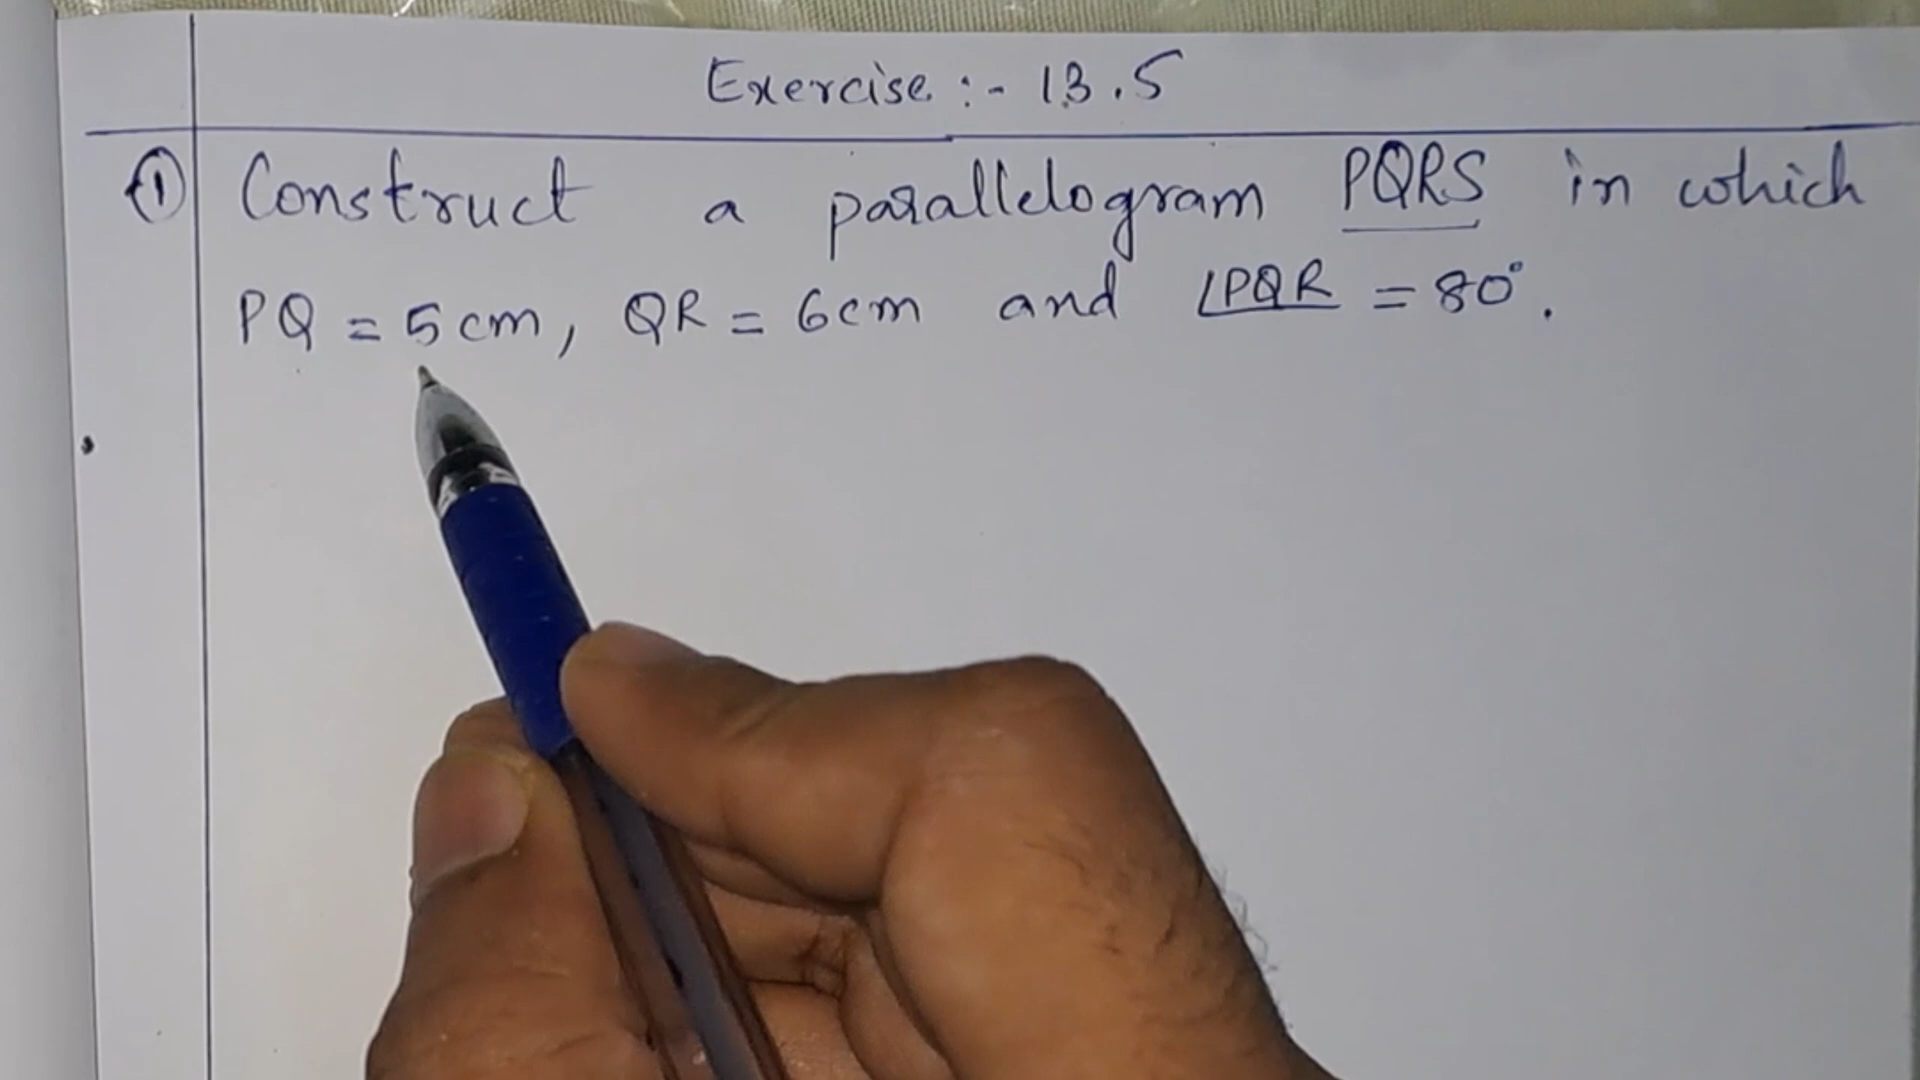 Exercise :- 13.5
① Construct a parallelogram PQRS in which
PQ = 5cm, QR = 6cm and ∠PQR = 80°.